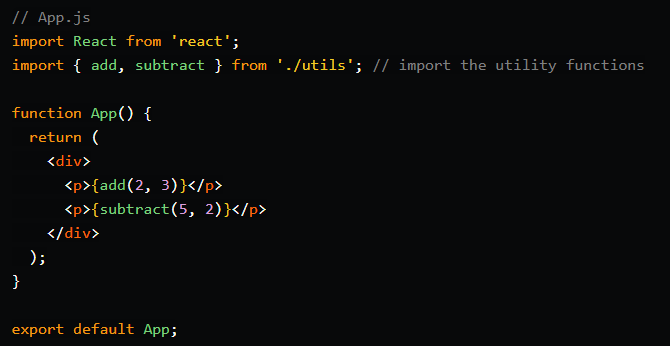 // App.js
import React from 'react';
import { add, subtract } from './utils'; // import the utility functions

function App() {
  return (
    <div>
      <p>{add(2, 3)}</p>
      <p>{subtract(5, 2)}</p>
    </div>
  );
}

export default App;